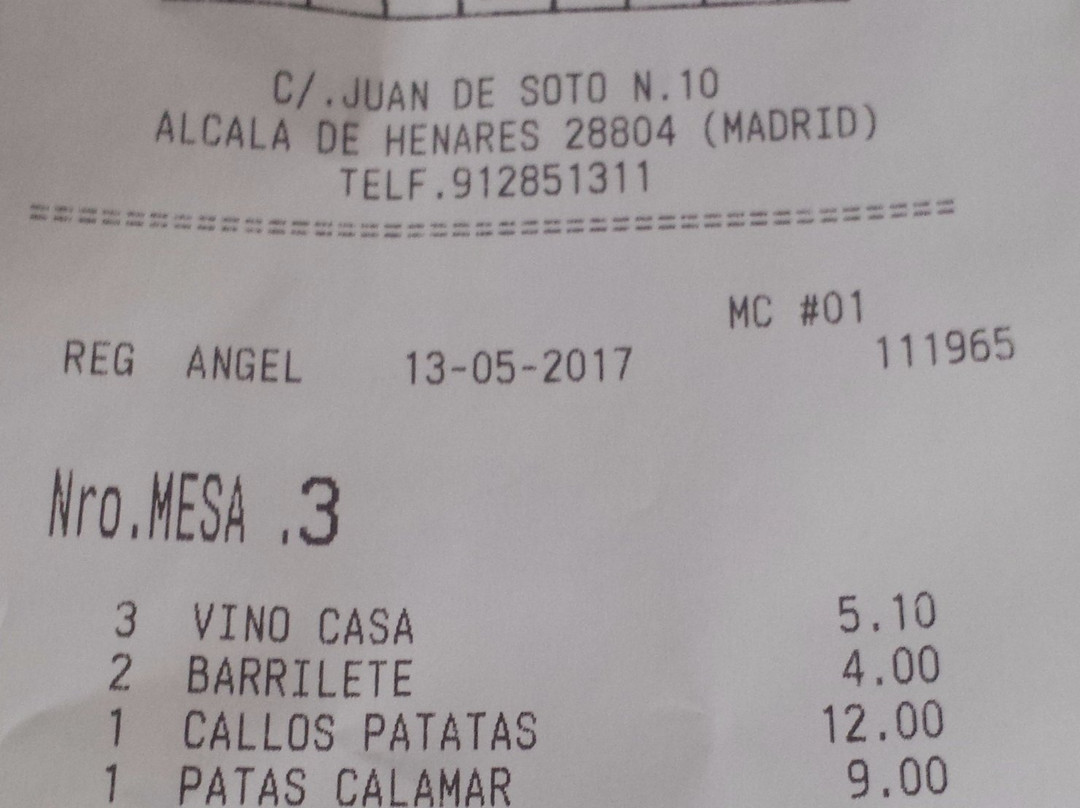 C/.JUAN DE SOTO N.10
ALCALA DE HENARES 28804 (MADRID)
TELF.912851311
========================================
MC #01
REG ANGEL 13-05-2017 111965
Nro.MESA .3
3 VINO CASA 5.10
2 BARRILETE 4.00
1 CALLOS PATATAS 12.00
1 PATAS CALAMAR 9.00